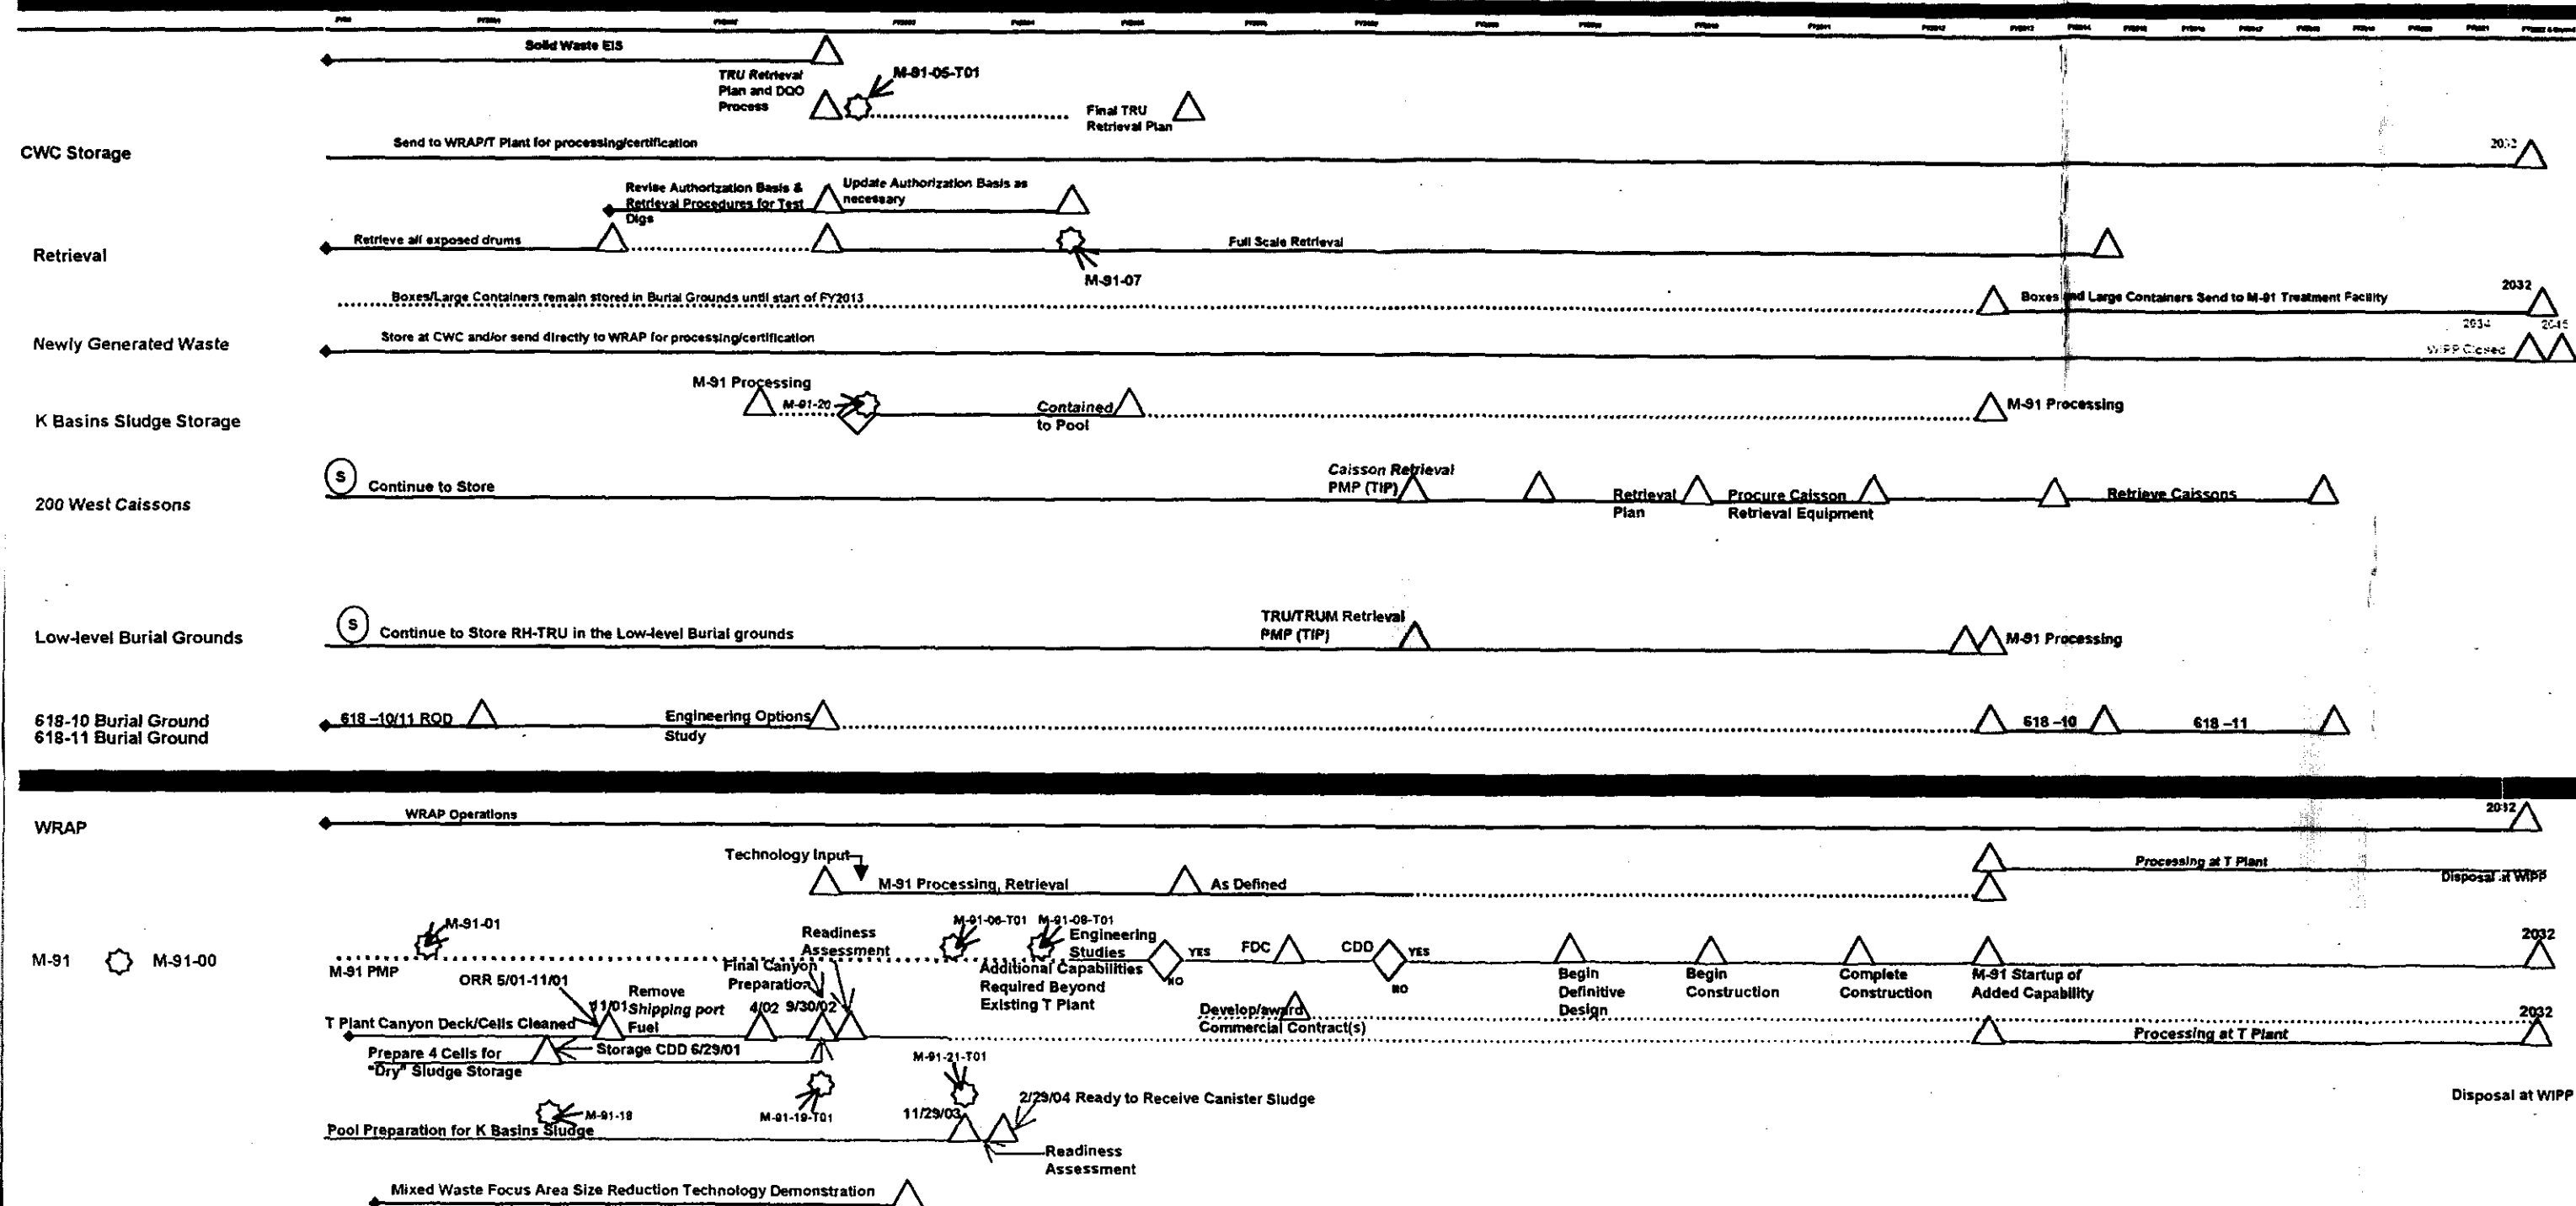 Solid Waste EIS
TRU Retrieval
Plan and DQO
Process
M-91-05-T01
Final TRU
Retrieval Plan
CWC Storage
Send to WRAP/T Plant for processing/certification
2032
Revise Authorization Basis &
Retrieval Procedures for Test
Digs
Update Authorization Basis as
necessary
Retrieval
Retrieve all exposed drums
Full Scale Retrieval
M-91-07
Boxes/Large Containers remain stored in Burial Grounds until start of FY2013
Boxes and Large Containers Send to M-91 Treatment Facility
2032
Newly Generated Waste
Store at CWC and/or send directly to WRAP for processing/certification
2034
WIPP Closed
K Basins Sludge Storage
M-91 Processing
M-91-20
Contained
to Pool
M-91 Processing
200 West Caissons
S
Continue to Store
Caisson Retrieval
PMP (TIP)
Retrieval
Plan
Procure Caisson
Retrieval Equipment
Retrieve Caissons
Low-level Burial Grounds
S
Continue to Store RH-TRU in the Low-level Burial grounds
TRU/TRUM Retrieval
PMP (TIP)
M-91 Processing
618-10 Burial Ground
618-11 Burial Ground
618 –10/11 ROD
Engineering Options
Study
618 –10
618 –11
WRAP
WRAP Operations
2032
Technology Input
M-91 Processing, Retrieval
As Defined
Processing at T Plant
Disposal at WIPP
M-91
M-91-00
M-91-01
M-91 PMP
Readiness
Assessment
M-91-06-T01
M-91-08-T01
Engineering
Studies
Additional Capabilities
Required Beyond
Existing T Plant
YES
NO
FDC
CDD
YES
NO
Begin
Definitive
Design
Begin
Construction
Complete
Construction
M-91 Startup of
Added Capability
2032
ORR 5/01-11/01
Final Canyon
Preparation
11/01
Remove
Shipping port
Fuel
4/02
9/30/02
T Plant Canyon Deck/Cells Cleaned
Develop/award
Commercial Contract(s)
Processing at T Plant
2032
Prepare 4 Cells for
"Dry" Sludge Storage
Storage CDD 6/29/01
M-91-18
M-91-19-T01
M-91-21-T01
11/29/03
2/29/04 Ready to Receive Canister Sludge
Disposal at WIPP
Pool Preparation for K Basins Sludge
Readiness
Assessment
Mixed Waste Focus Area Size Reduction Technology Demonstration